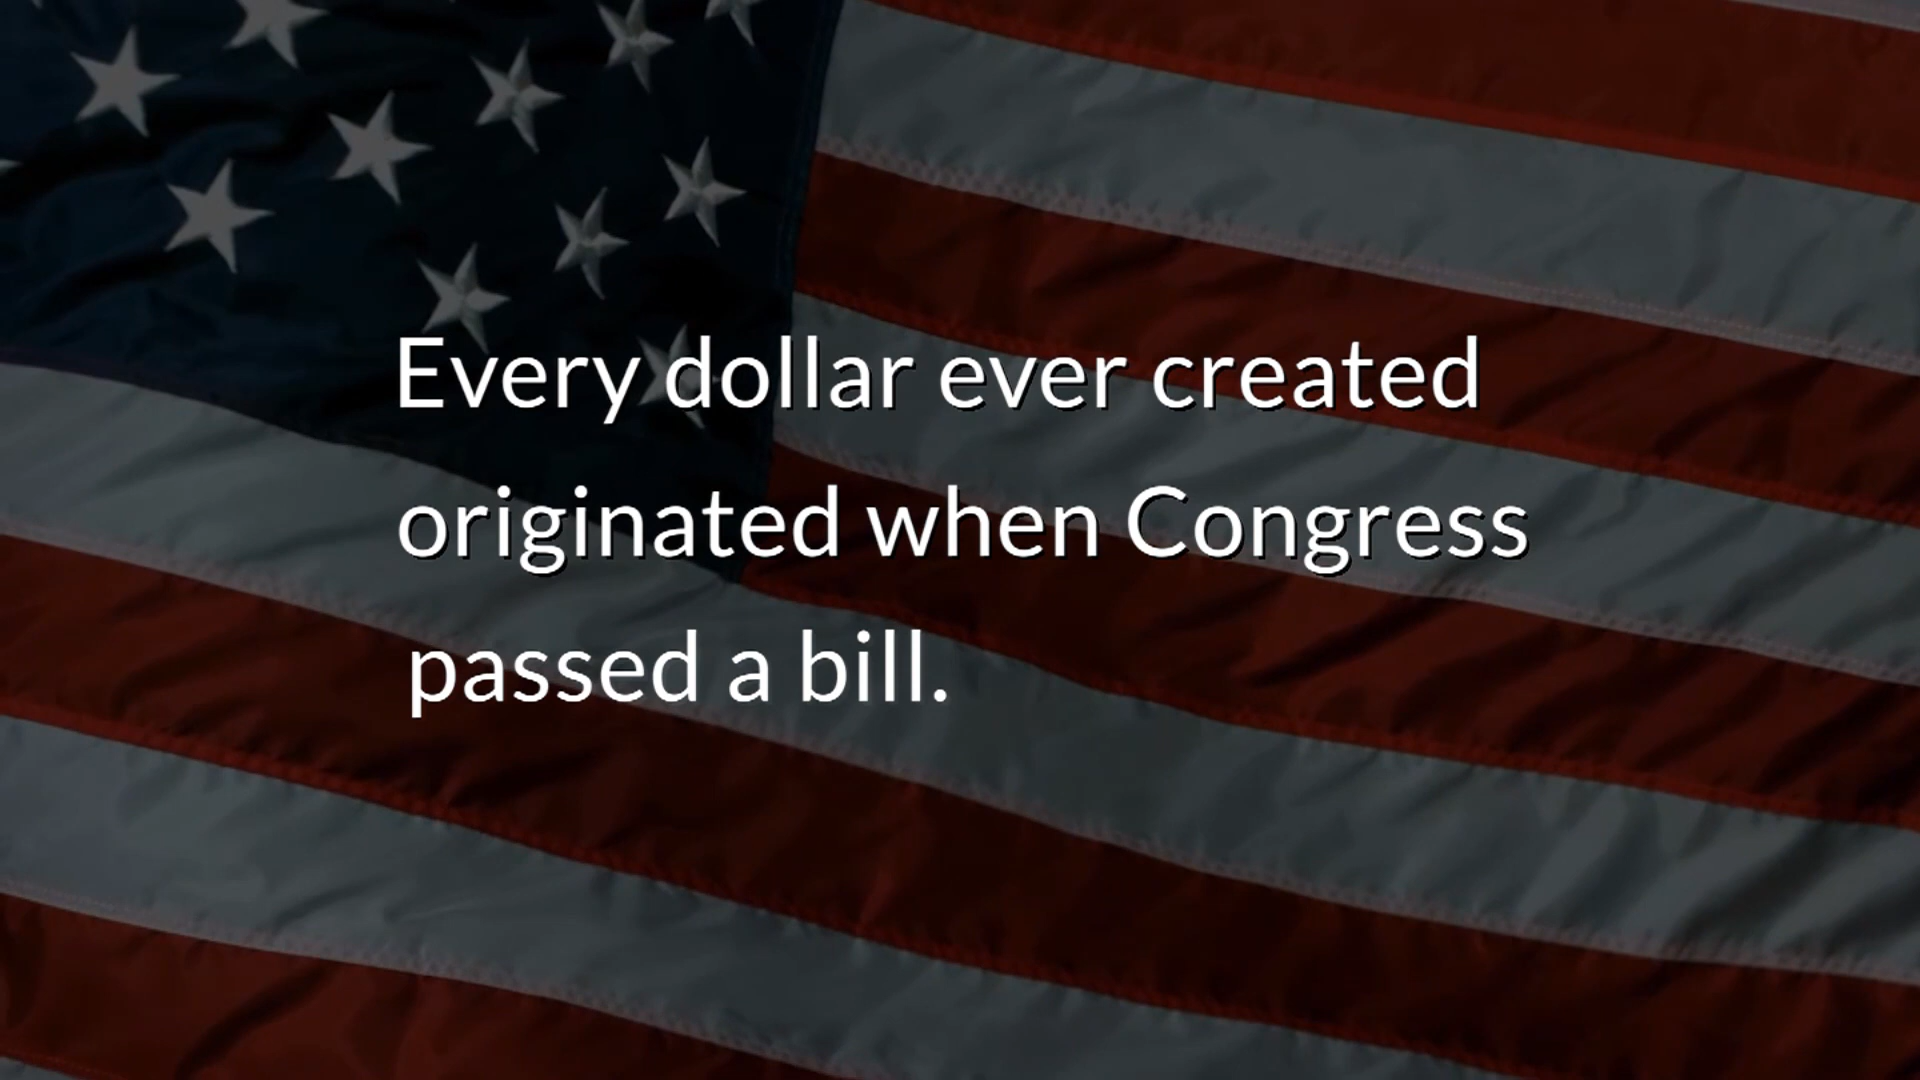 Every dollar ever created
originated when Congress
passed a bill.